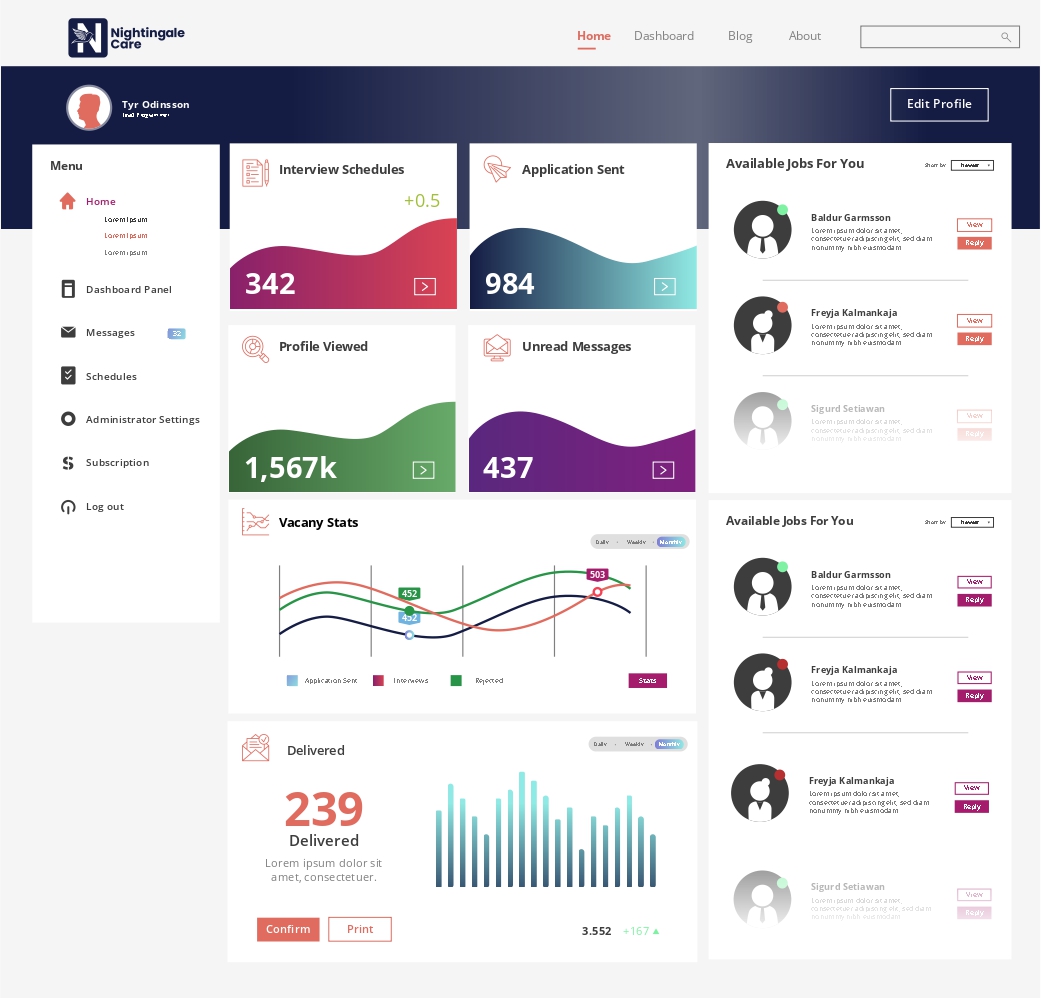 Nightingale
Care
Home
Dashboard
Blog
About
Tyr Odinsson
Edit Profile
Menu
Home
Lorem Ipsum
Lorem Ipsum
Lorem Ipsum
Dashboard Panel
Messages
32
Schedules
Administrator Settings
Subscription
Log out
Interview Schedules
+0.5
342
Application Sent
984
Profile Viewed
1,567k
Unread Messages
437
Vacany Stats
Daily
Weekly
Monthly
452
452
503
Application Sent
Interviews
Rejected
Stats
Delivered
Daily
Weekly
Monthly
239
Delivered
Lorem ipsum dolor sit
amet, consectetuer.
Confirm
Print
3.552
+167
Available Jobs For You
Short by
Newest
Baldur Garmsson
Lorem ipsum dolor sit amet,
consectetuer adipiscing elit, sed diam
nonummy nibh euismod am
View
Reply
Freyja Kalmankaja
Lorem ipsum dolor sit amet,
consectetuer adipiscing elit, sed diam
nonummy nibh euismod am
View
Reply
Sigurd Setiawan
Lorem ipsum dolor sit amet,
consectetuer adipiscing elit, sed diam
nonummy nibh euismod am
View
Reply
Available Jobs For You
Short by
Newest
Baldur Garmsson
Lorem ipsum dolor sit amet,
consectetuer adipiscing elit, sed diam
nonummy nibh euismod am
View
Reply
Freyja Kalmankaja
Lorem ipsum dolor sit amet,
consectetuer adipiscing elit, sed diam
nonummy nibh euismod am
View
Reply
Freyja Kalmankaja
Lorem ipsum dolor sit amet,
consectetuer adipiscing elit, sed diam
nonummy nibh euismod am
View
Reply
Sigurd Setiawan
Lorem ipsum dolor sit amet,
consectetuer adipiscing elit, sed diam
nonummy nibh euismod am
View
Reply